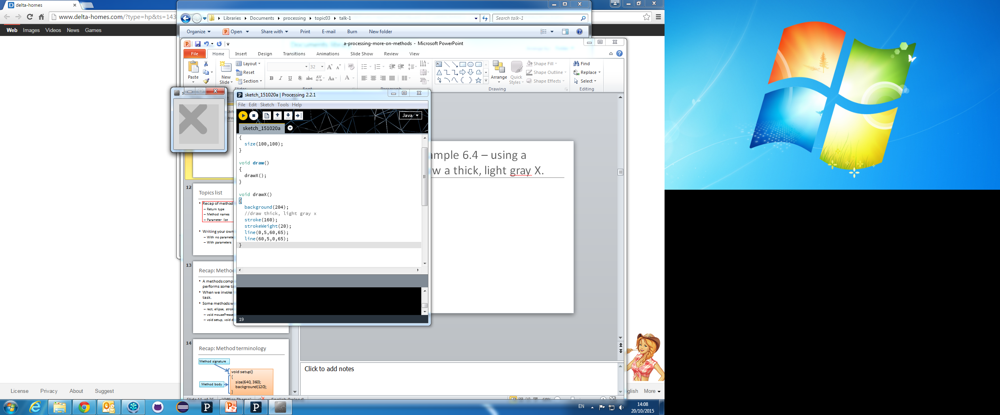 delta-homes
www.delta-homes.com/?type=hp&ts=143
Web Images Videos News Games
Libraries Documents processing topic03 talk-1
Search talk-1
Organize Open Share with Print E-mail Burn New folder
a-processing-more-on-methods - Microsoft PowerPoint
File Home Insert Design Transitions Animations Slide Show Review View
Paste
New Slide
Layout
Reset
Section
32
Arrange
Quick Styles
Shape Fill
Shape Outline
Shape Effects
Find
Replace
Select
Drawing
Editing
sketch_151020a | Processing 2.2.1
File Edit Sketch Tools Help
Java
sketch_151020a
{
size(100,100);
}
void draw()
{
drawX();
}
void drawX()
{
background(204);
//draw thick, light gray x
stroke(160);
strokeWeight(20);
line(0,5,60,65);
line(60,5,0,65);
}
19
ample 6.4 – using a
w a thick, light gray X.
12
Topics list
• Recap of method
– Return type
– Method names
– Parameter list
• Writing your own
– With no paramete
– With parameters
13
Recap: Metho
• A methods comp
performs some ta
• When we invoke
task.
• Some methods w
– rect, ellipse, strok
– void mousePresse
– void setup, void d
14
Recap: Method terminology
Method signature
Method body
void setup()
{
size(640, 360);
background(120);
}
Click to add notes
License Privacy About Suggest
glish More
EN
14:08
20/10/2015